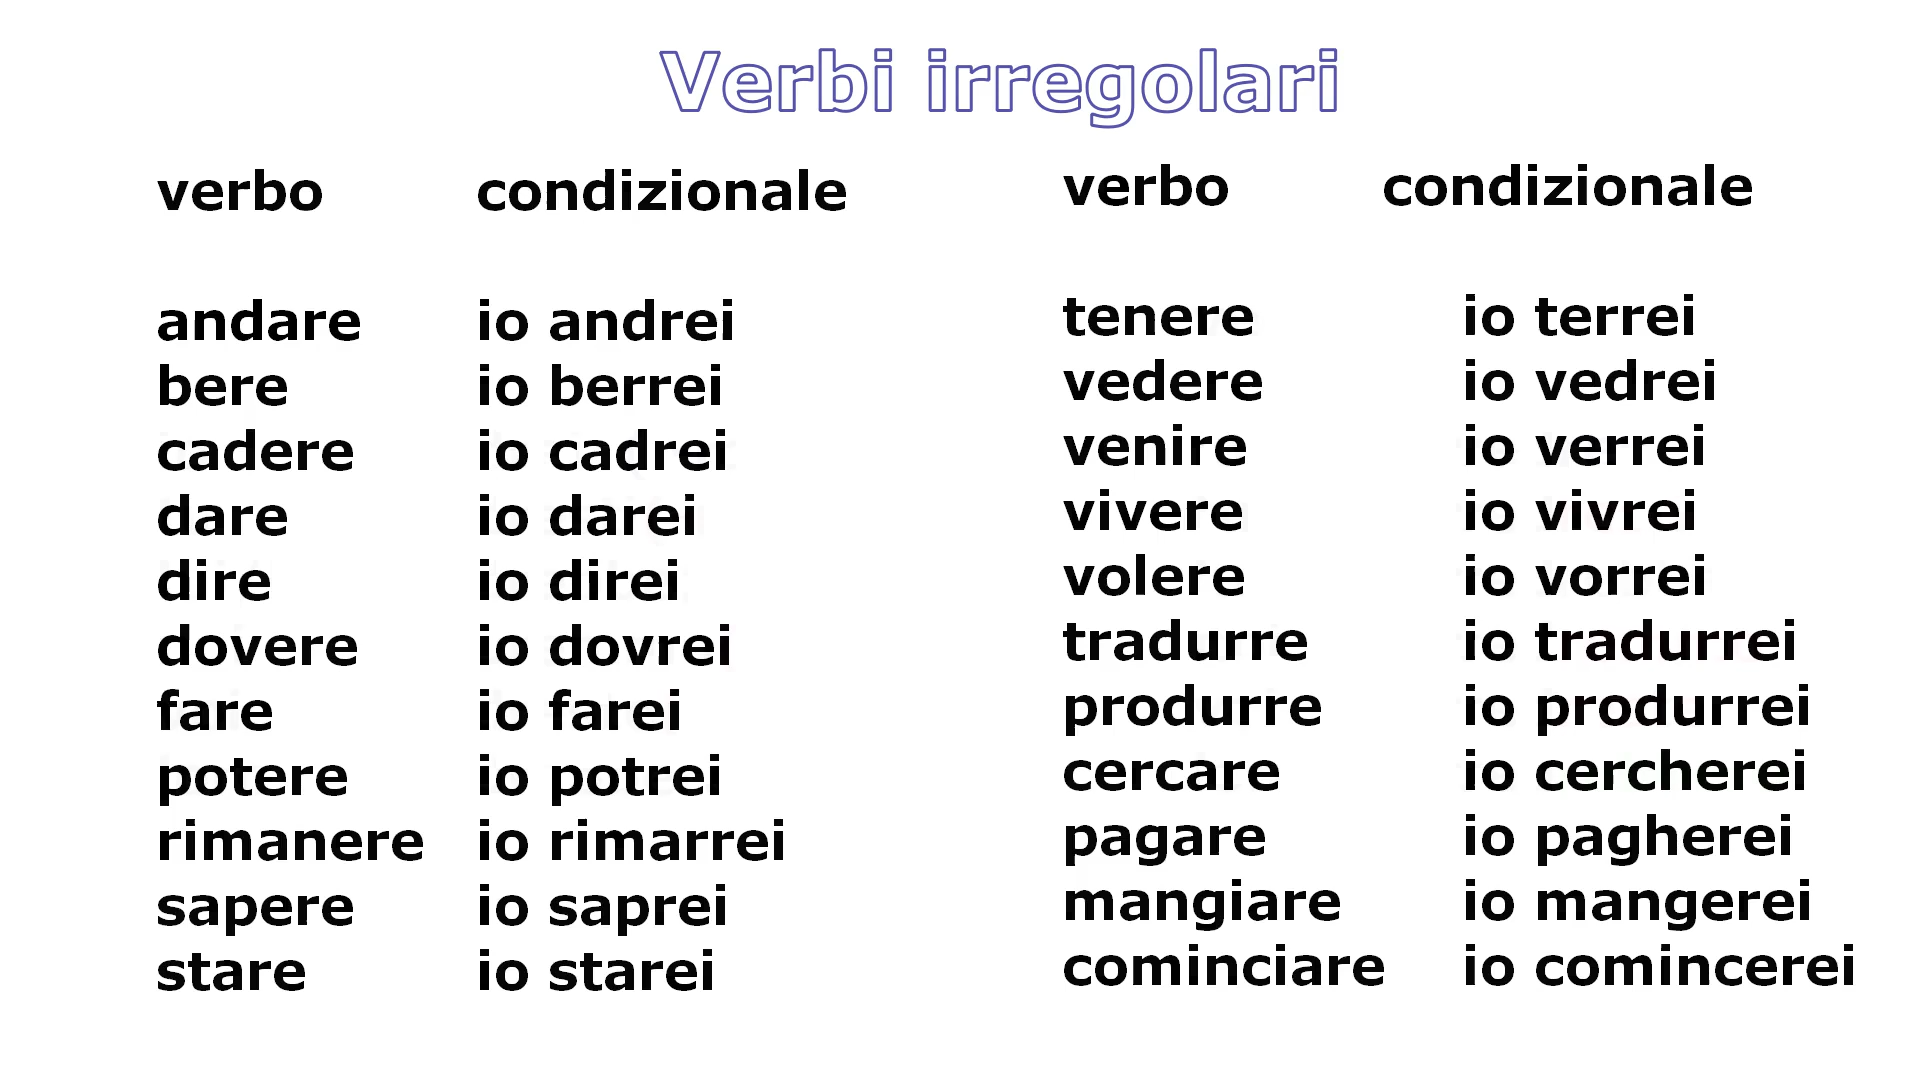 Verbi irregolari
verbo condizionale
andare io andrei
bere io berrei
cadere io cadrei
dare io darei
dire io direi
dovere io dovrei
fare io farei
potere io potrei
rimanere io rimarrei
sapere io saprei
stare io starei
verbo condizionale
tenere io terrei
vedere io vedrei
venire io verrei
vivere io vivrei
volere io vorrei
tradurre io tradurrei
produrre io produrrei
cercare io cercherei
pagare io pagherei
mangiare io mangerei
cominciare io comincerei